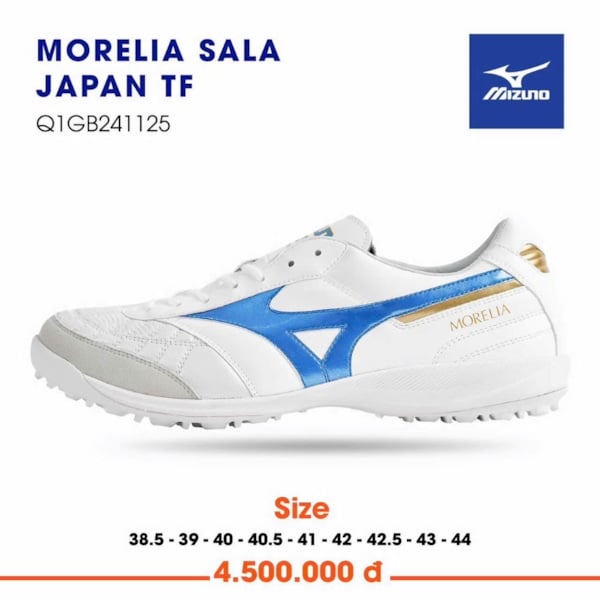 MORELIA SALA
JAPAN TF
Q1GB241125
MIZUNO
MORELIA
Size
38.5 - 39 - 40 - 40.5 - 41 - 42 - 42.5 - 43 - 44
4.500.000 đ